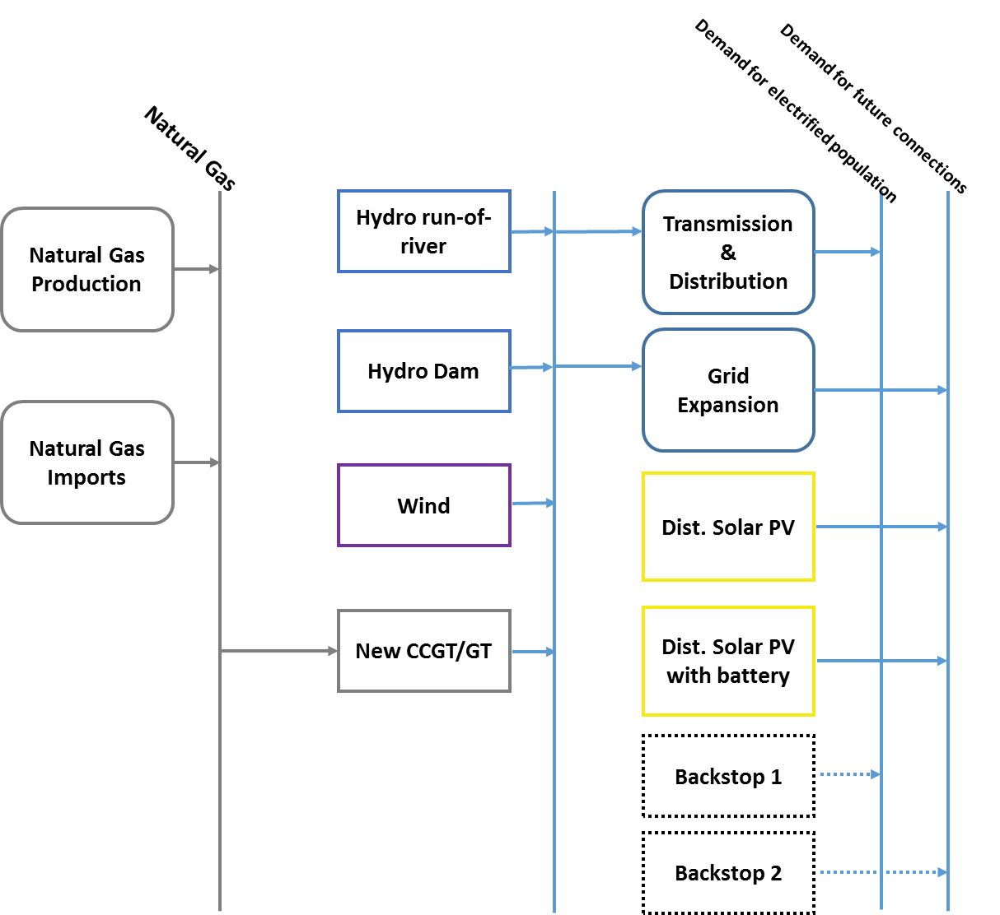 Demand for electrified population
Demand for future connections
Natural Gas
Natural Gas
Production
Natural Gas
Imports
Hydro run-of-
river
Hydro Dam
Wind
New CCGT/GT
Transmission
&
Distribution
Grid
Expansion
Dist. Solar PV
Dist. Solar PV
with battery
Backstop 1
Backstop 2